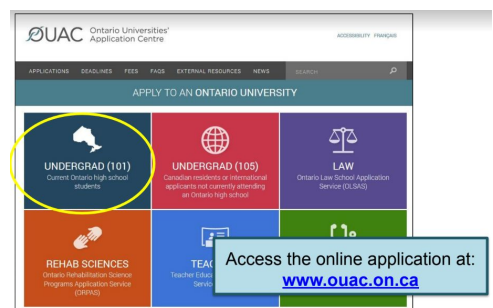 OUAC Ontario Universities'
Application Centre
ACCESSIBILITY FRANÇAIS
APPLICATIONS DEADLINES FEES FAQS EXTERNAL RESOURCES NEWS SEARCH
APPLY TO AN ONTARIO UNIVERSITY
UNDERGRAD (101)
Current Ontario high school
students
UNDERGRAD (105)
Canadian residents or international
applicants not currently attending
an Ontario high school
LAW
Ontario Law School Application
Service (OLSAS)
REHAB SCIENCES
Ontario Rehabilitation Science
Programs Application Service
(ORPAS)
TEAC
Teacher Educ
Servic
Access the online application at:
www.ouac.on.ca